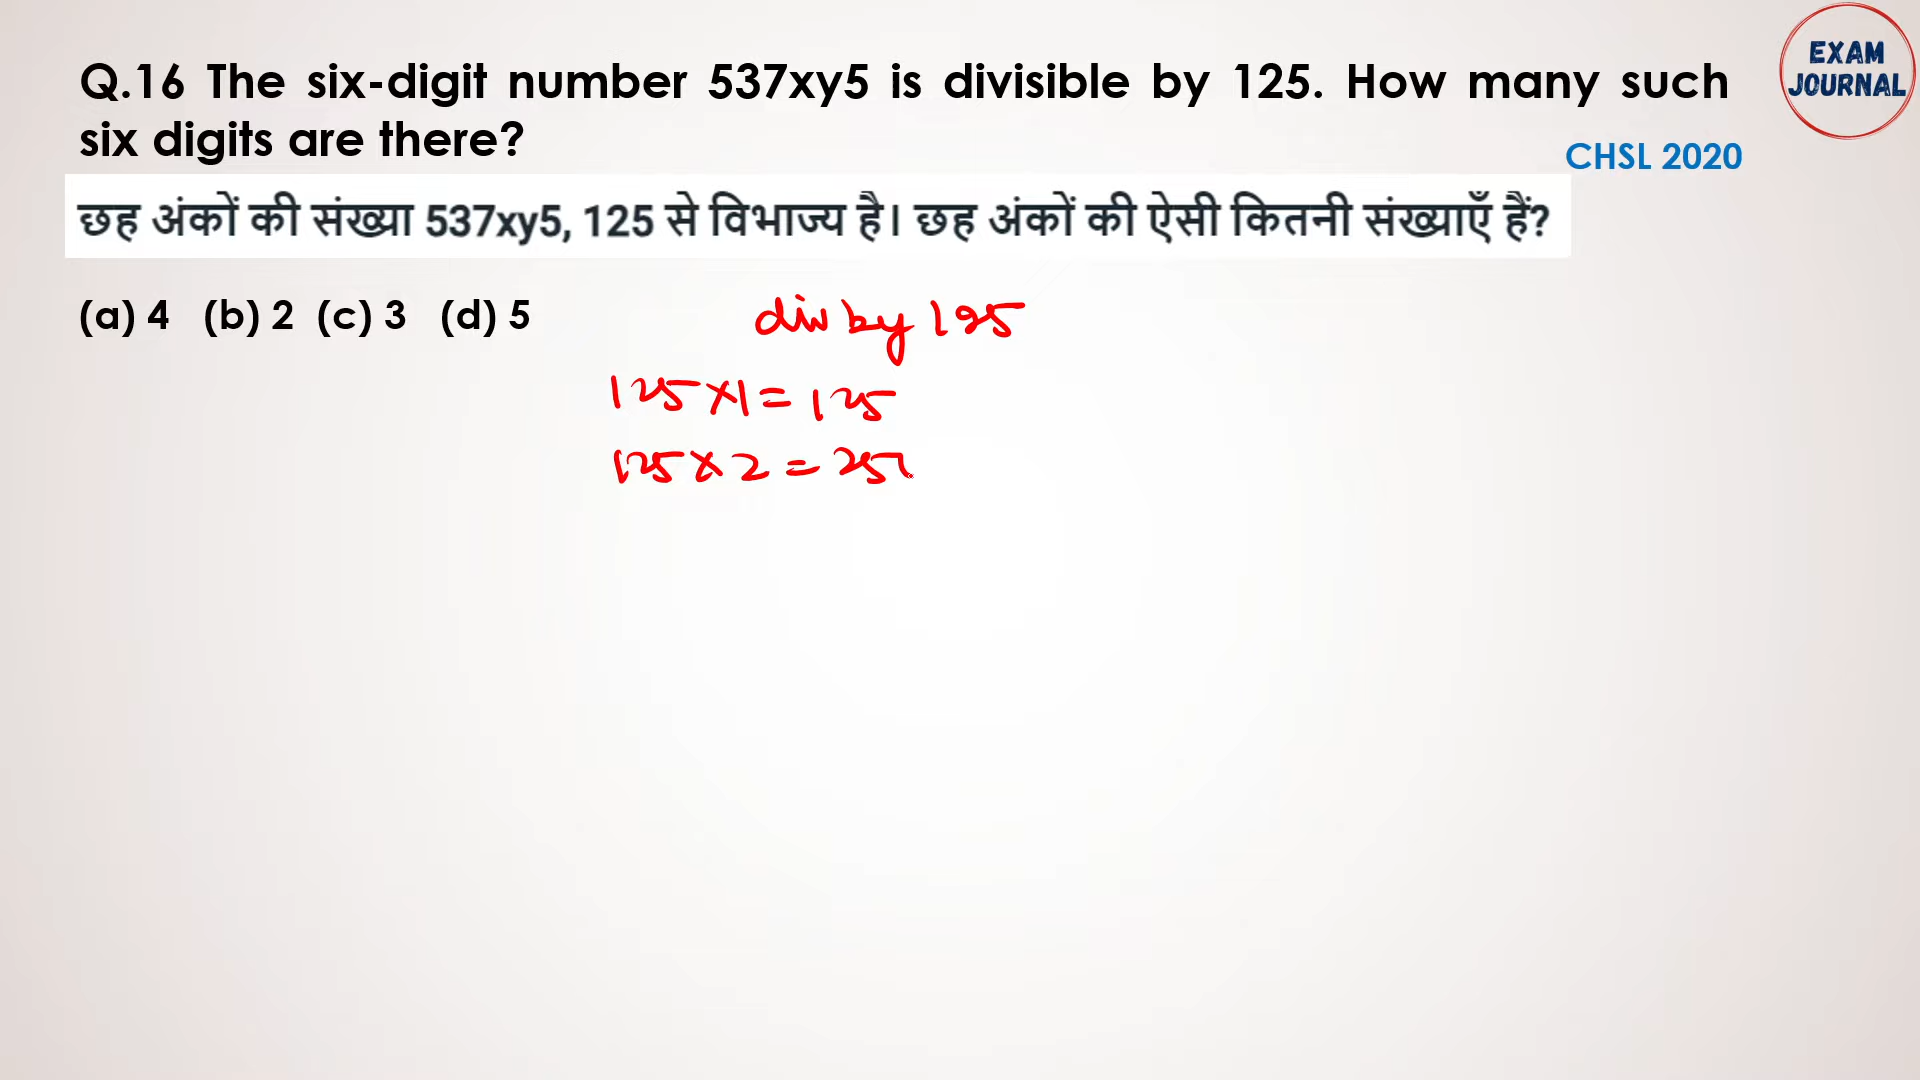 EXAM
JOURNAL
Q.16 The six-digit number 537xy5 is divisible by 125. How many such
six digits are there?
CHSL 2020
छह अंकों की संख्या 537xy5, 125 से विभाज्य है। छह अंकों की ऐसी कितनी संख्याएँ हैं?
(a) 4 (b) 2 (c) 3 (d) 5
div by 125
125 × 1 = 125
125 × 2 = 25